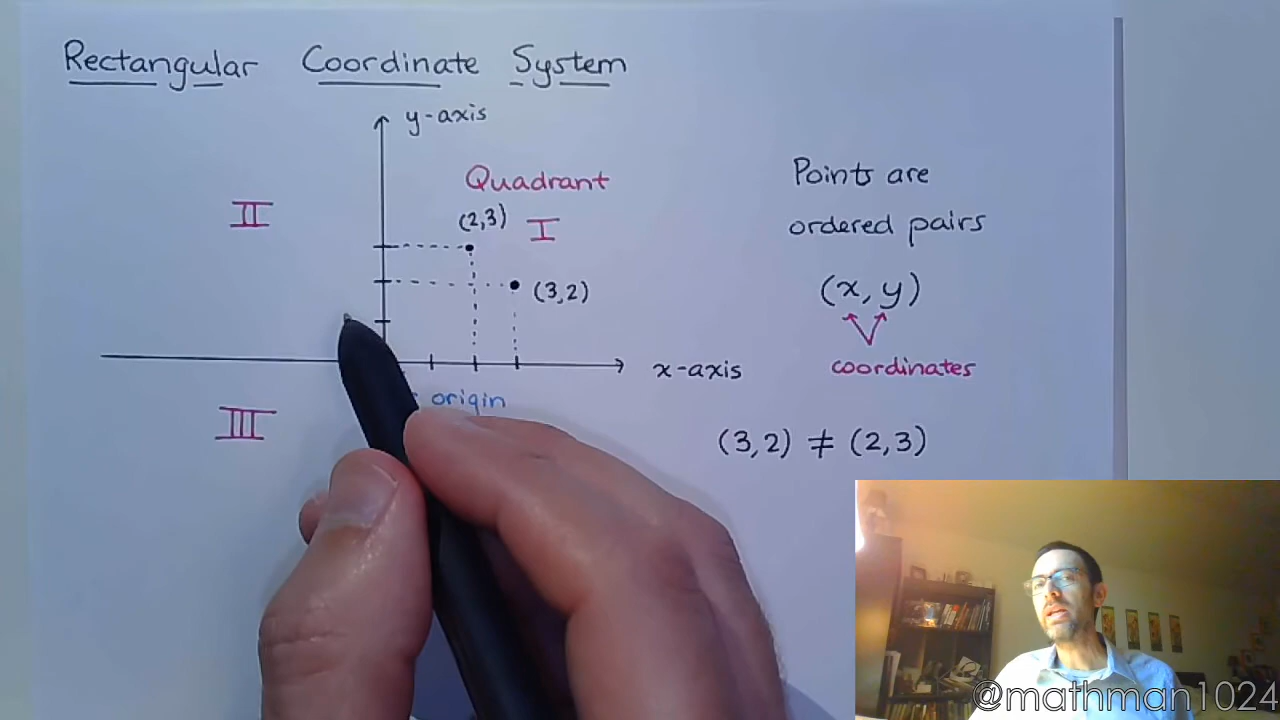 Rectangular Coordinate System
y-axis
Quadrant
I
II
(2,3)
(3,2)
x-axis
origin
III
Points are
ordered pairs
(x, y)
coordinates
(3,2) ≠ (2,3)
@mathman1024